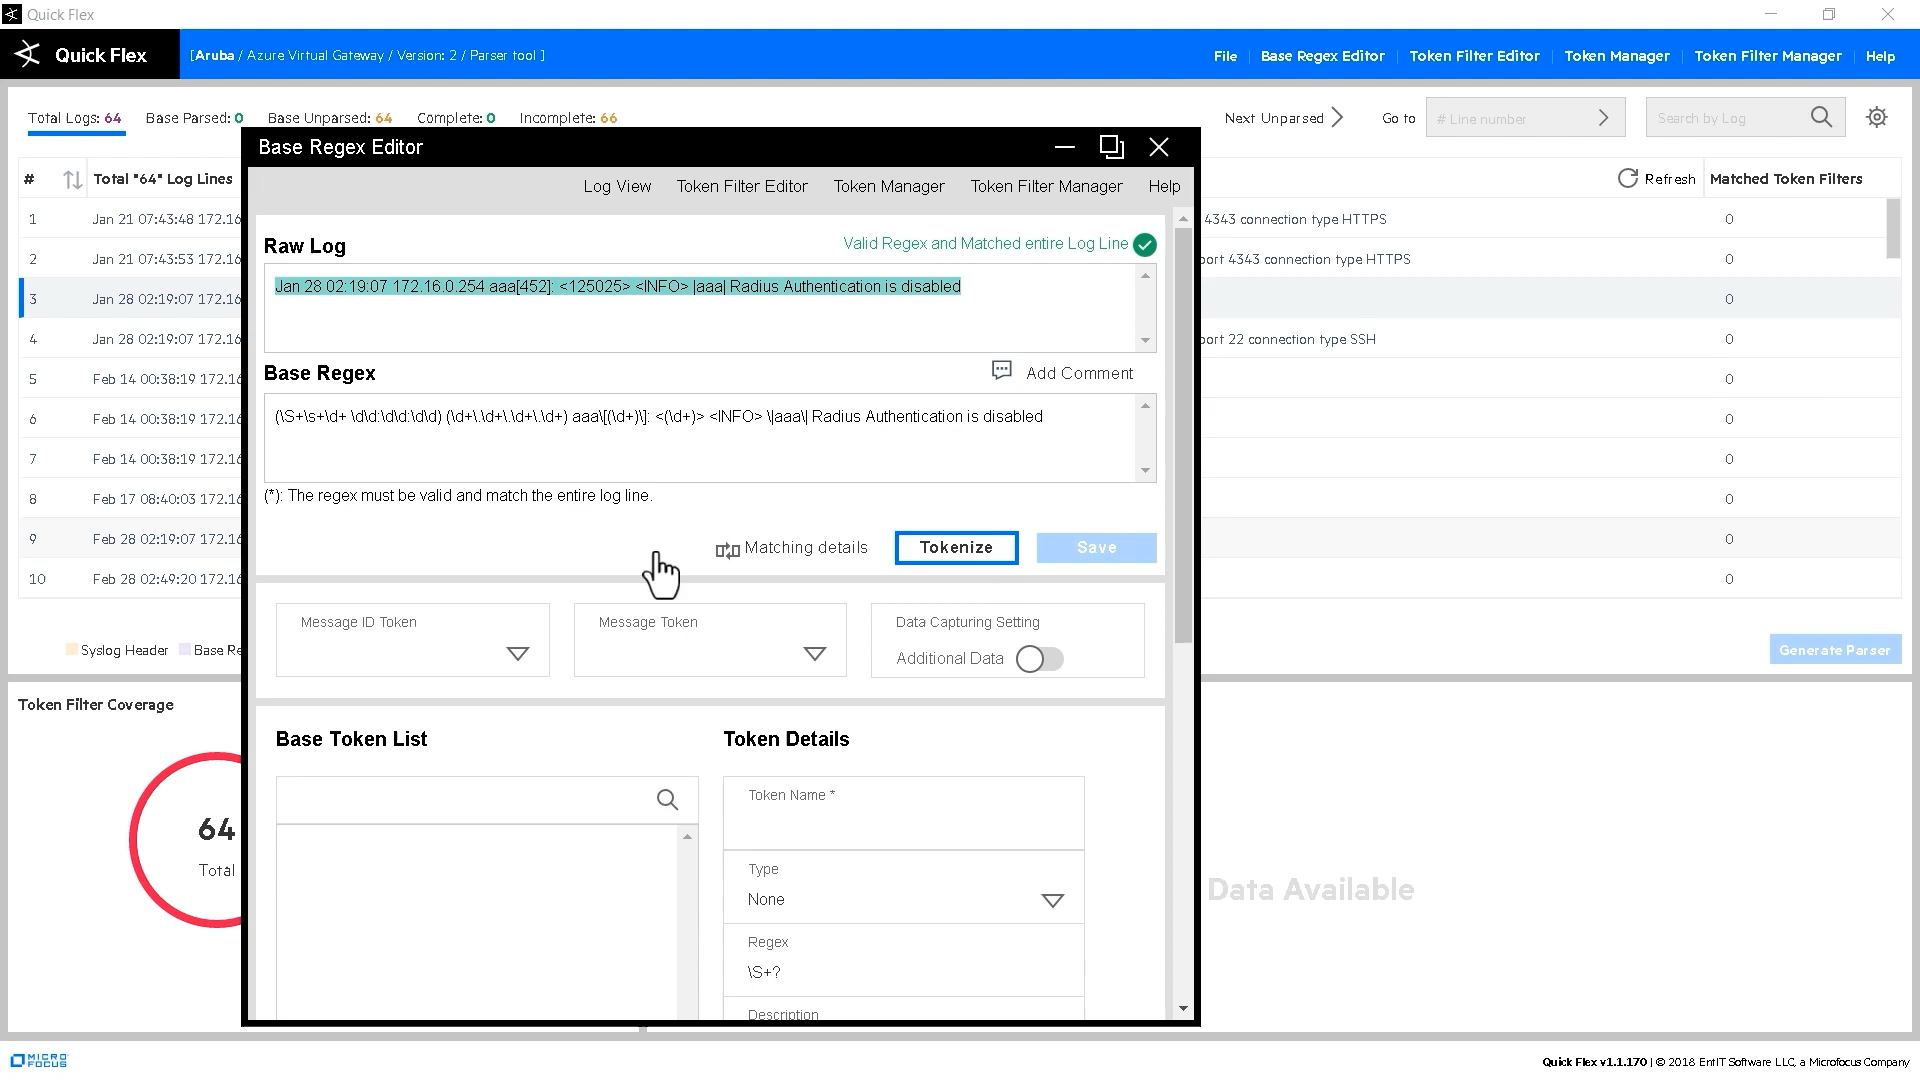 Quick Flex
Quick Flex
[Aruba / Azure Virtual Gateway / Version: 2 / Parser tool ]
File
Base Regex Editor
Token Filter Editor
Token Manager
Token Filter Manager
Help
Total Logs: 64
Base Parsed: 0
Base Unparsed: 64
Complete: 0
Incomplete: 66
Next Unparsed
Go to
# Line number
Search by Log
#
Total "64" Log Lines
Refresh
Matched Token Filters
1 Jan 21 07:43:48 172.16 4343 connection type HTTPS 0
2 Jan 21 07:43:53 172.16 port 4343 connection type HTTPS 0
3 Jan 28 02:19:07 172.16 0
4 Jan 28 02:19:07 172.16 port 22 connection type SSH 0
5 Feb 14 00:38:19 172.16 0
6 Feb 14 00:38:19 172.16 0
7 Feb 14 00:38:19 172.16 0
8 Feb 17 08:40:03 172.16 0
9 Feb 28 02:19:07 172.16 0
10 Feb 28 02:49:20 172.16 0
Syslog Header
Base Re
Generate Parser
Token Filter Coverage
64
Total
Data Available
Base Regex Editor
Log View
Token Filter Editor
Token Manager
Token Filter Manager
Help
Raw Log
Valid Regex and Matched entire Log Line
Jan 28 02:19:07 172.16.0.254 aaa[452]: <125025> <INFO> |aaa| Radius Authentication is disabled
Base Regex
Add Comment
(\S+\s+\d+ \d\d:\d\d:\d\d) (\d+\.\d+\.\d+\.\d+) aaa\[(\d+)\]: <(\d+)> <INFO> \|aaa\| Radius Authentication is disabled
(*): The regex must be valid and match the entire log line.
Matching details
Tokenize
Save
Message ID Token
Message Token
Data Capturing Setting
Additional Data
Base Token List
Token Details
Token Name *
Type
None
Regex
\S+?
Description
MICRO
FOCUS
Quick Flex v1.1.170 | © 2018 EntIT Software LLC, a Microfocus Company